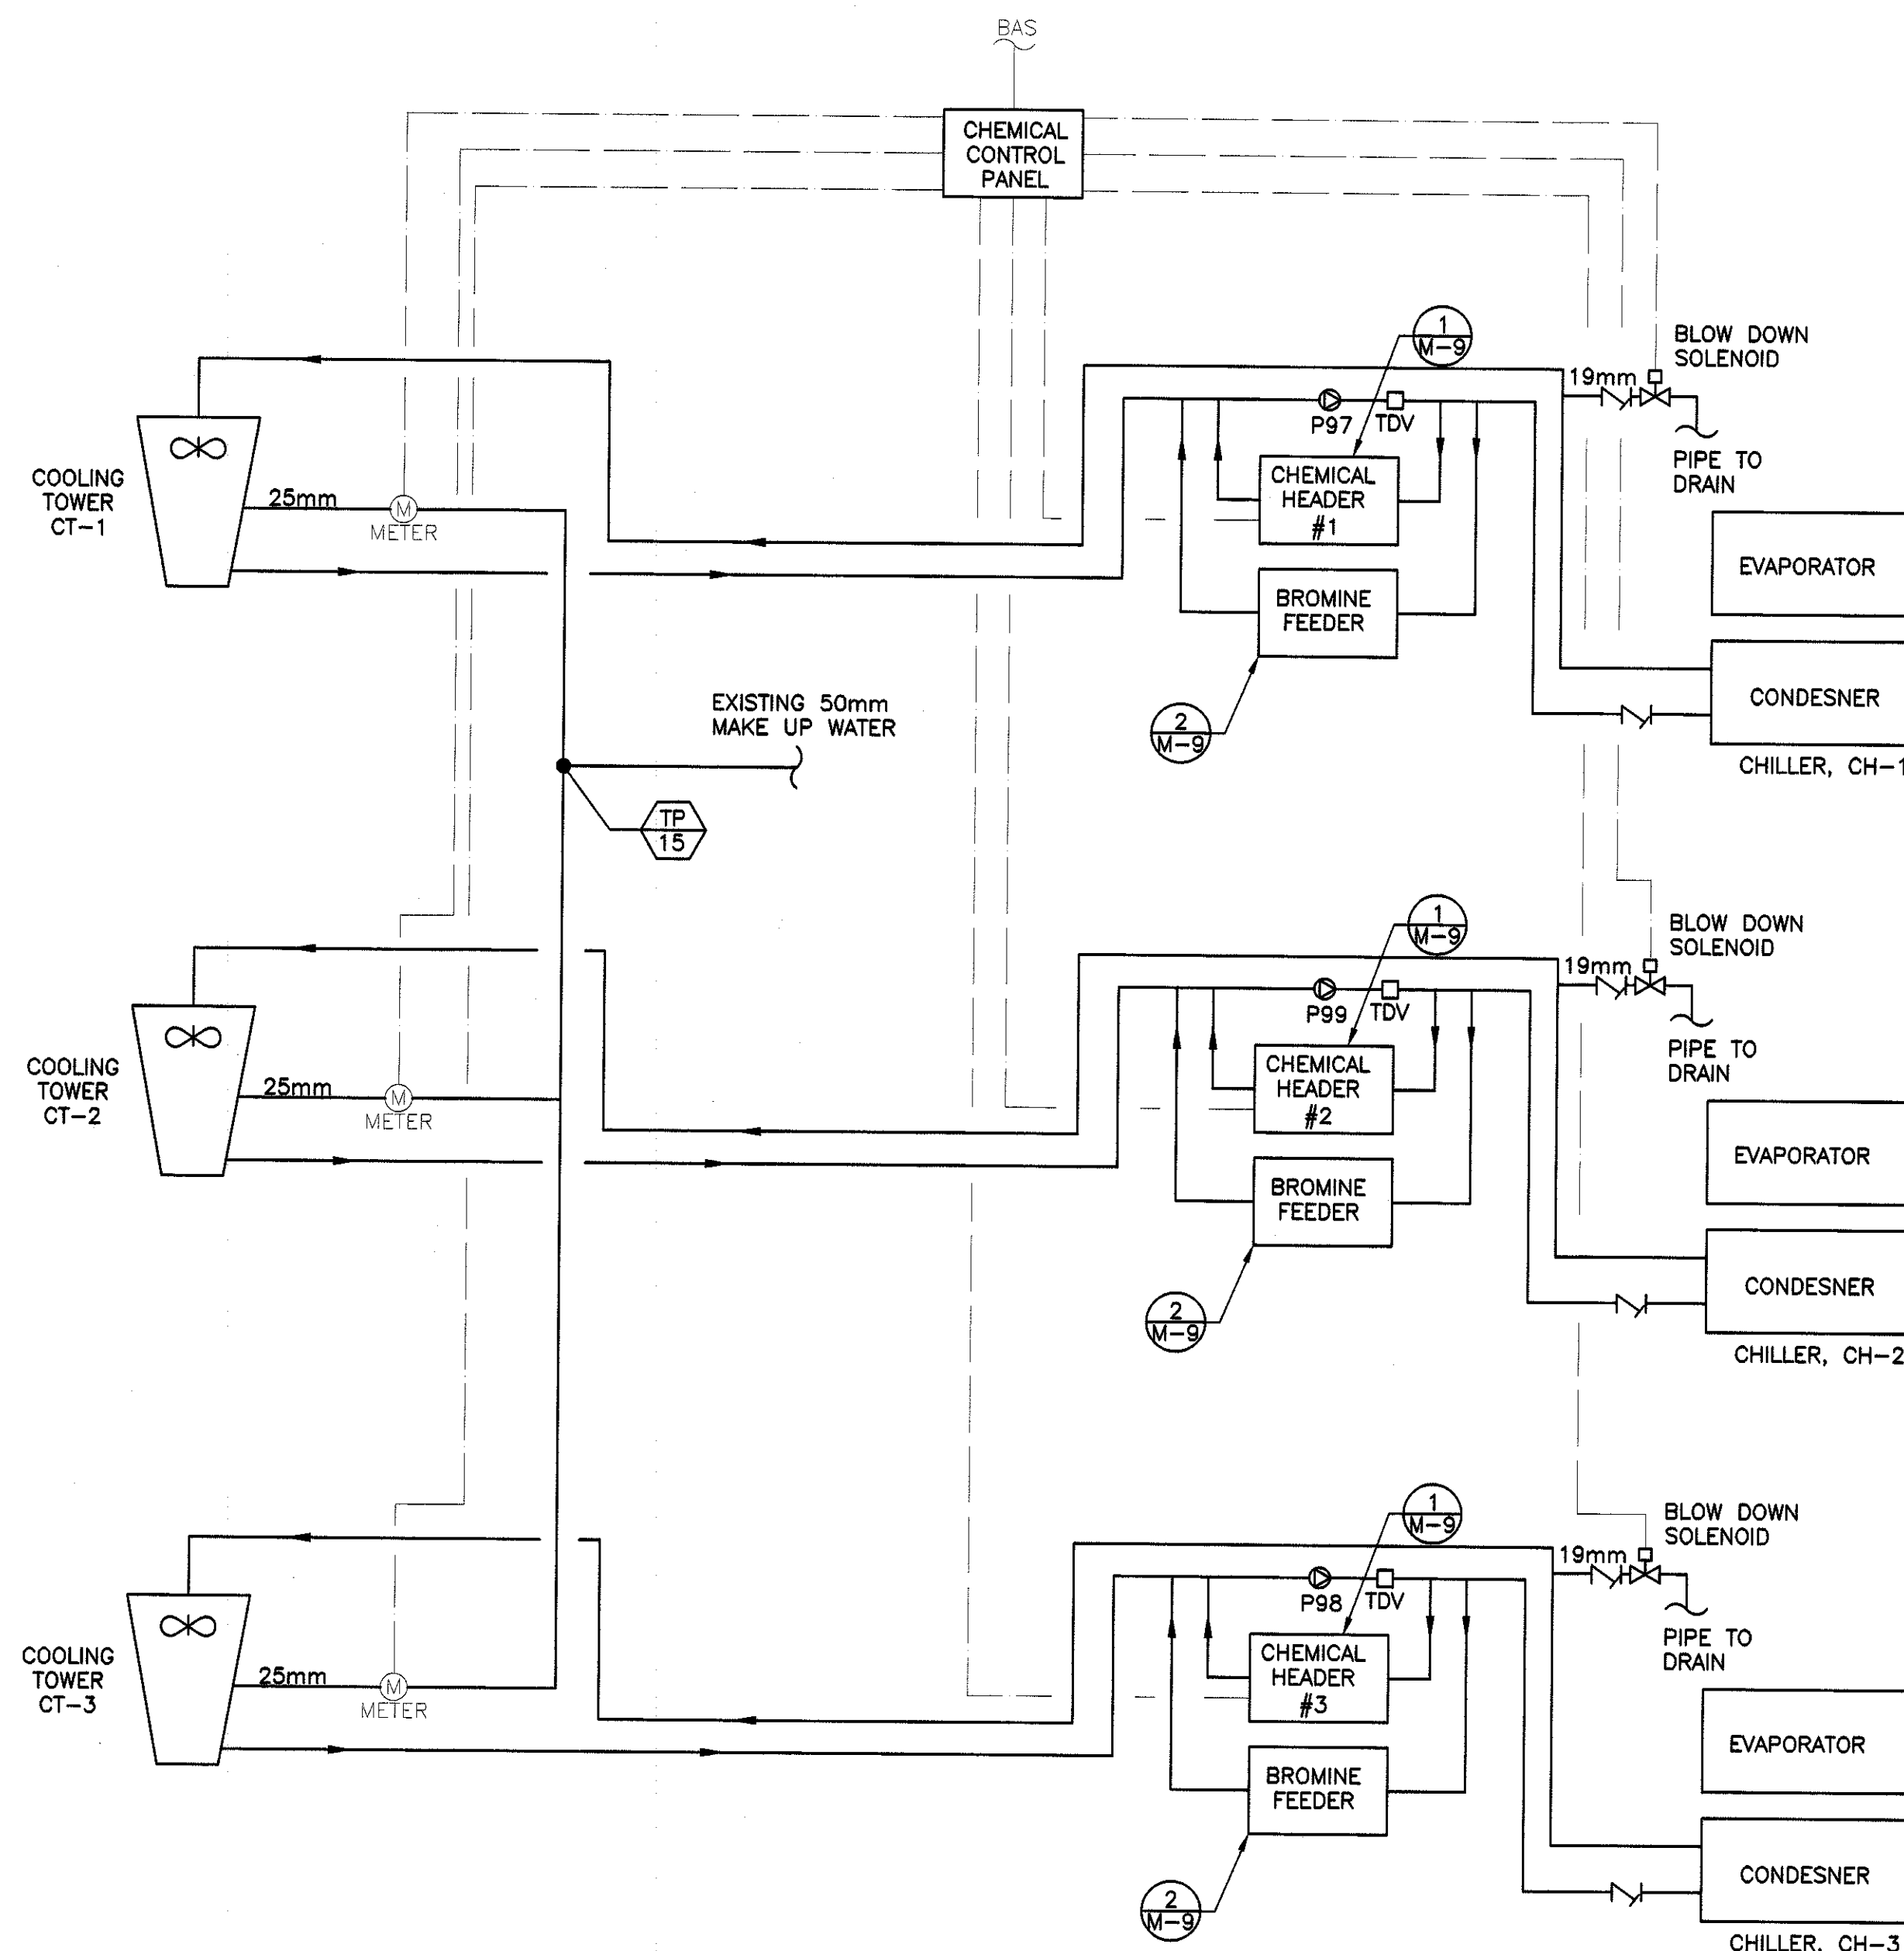 BAS
CHEMICAL
CONTROL
PANEL
1
M-9
BLOW DOWN
SOLENOID
19mm
P97
TDV
PIPE TO
DRAIN
COOLING
TOWER
CT-1
25mm
M
METER
CHEMICAL
HEADER
#1
EVAPORATOR
BROMINE
FEEDER
CONDESNER
2
M-9
CHILLER, CH-1
EXISTING 50mm
MAKE UP WATER
TP
15
1
M-9
BLOW DOWN
SOLENOID
19mm
P99
TDV
PIPE TO
DRAIN
COOLING
TOWER
CT-2
25mm
M
METER
CHEMICAL
HEADER
#2
EVAPORATOR
BROMINE
FEEDER
CONDESNER
2
M-9
CHILLER, CH-2
1
M-9
BLOW DOWN
SOLENOID
19mm
P98
TDV
PIPE TO
DRAIN
COOLING
TOWER
CT-3
25mm
M
METER
CHEMICAL
HEADER
#3
EVAPORATOR
BROMINE
FEEDER
CONDESNER
2
M-9
CHILLER, CH-3